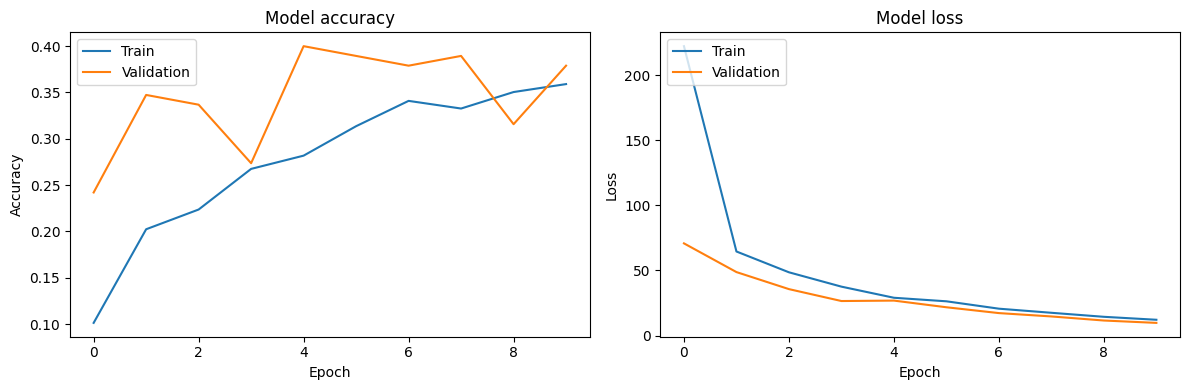 Model accuracy
Train
Validation
0.40
0.35
0.30
0.25
0.20
0.15
0.10
Accuracy
0 2 4 6 8
Epoch
Model loss
Train
Validation
200
150
100
50
0
Loss
0 2 4 6 8
Epoch